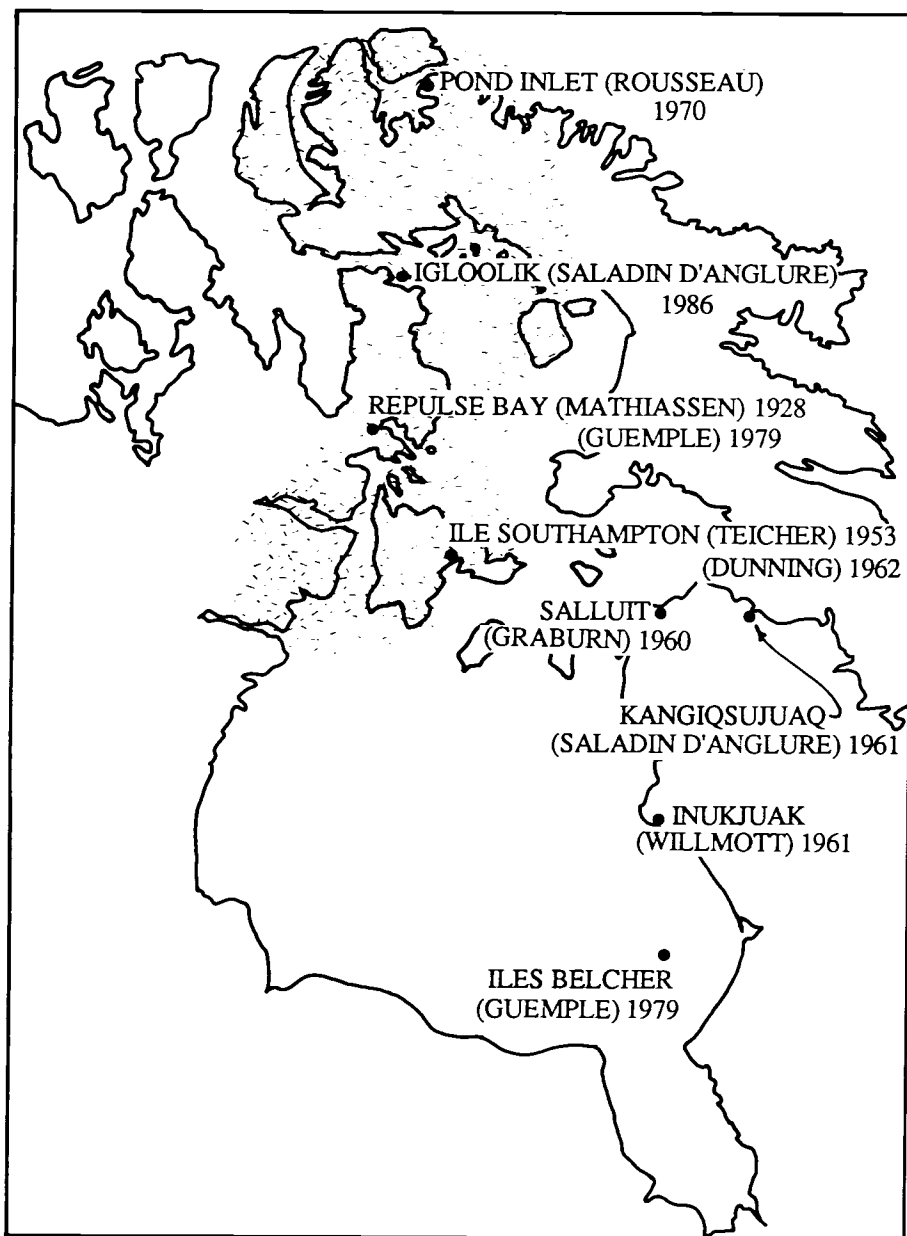 POND INLET (ROUSSEAU)
1970
IGLOOLIK (SALADIN D'ANGLURE)
1986
REPULSE BAY (MATHIASSEN) 1928
(GUEMPLE) 1979
ILE SOUTHAMPTON (TEICHER) 1953
(DUNNING) 1962
SALLUIT
(GRABURN) 1960
KANGIQSUJUAQ
(SALADIN D'ANGLURE) 1961
INUKJUAK
(WILLMOTT) 1961
ILES BELCHER
(GUEMPLE) 1979